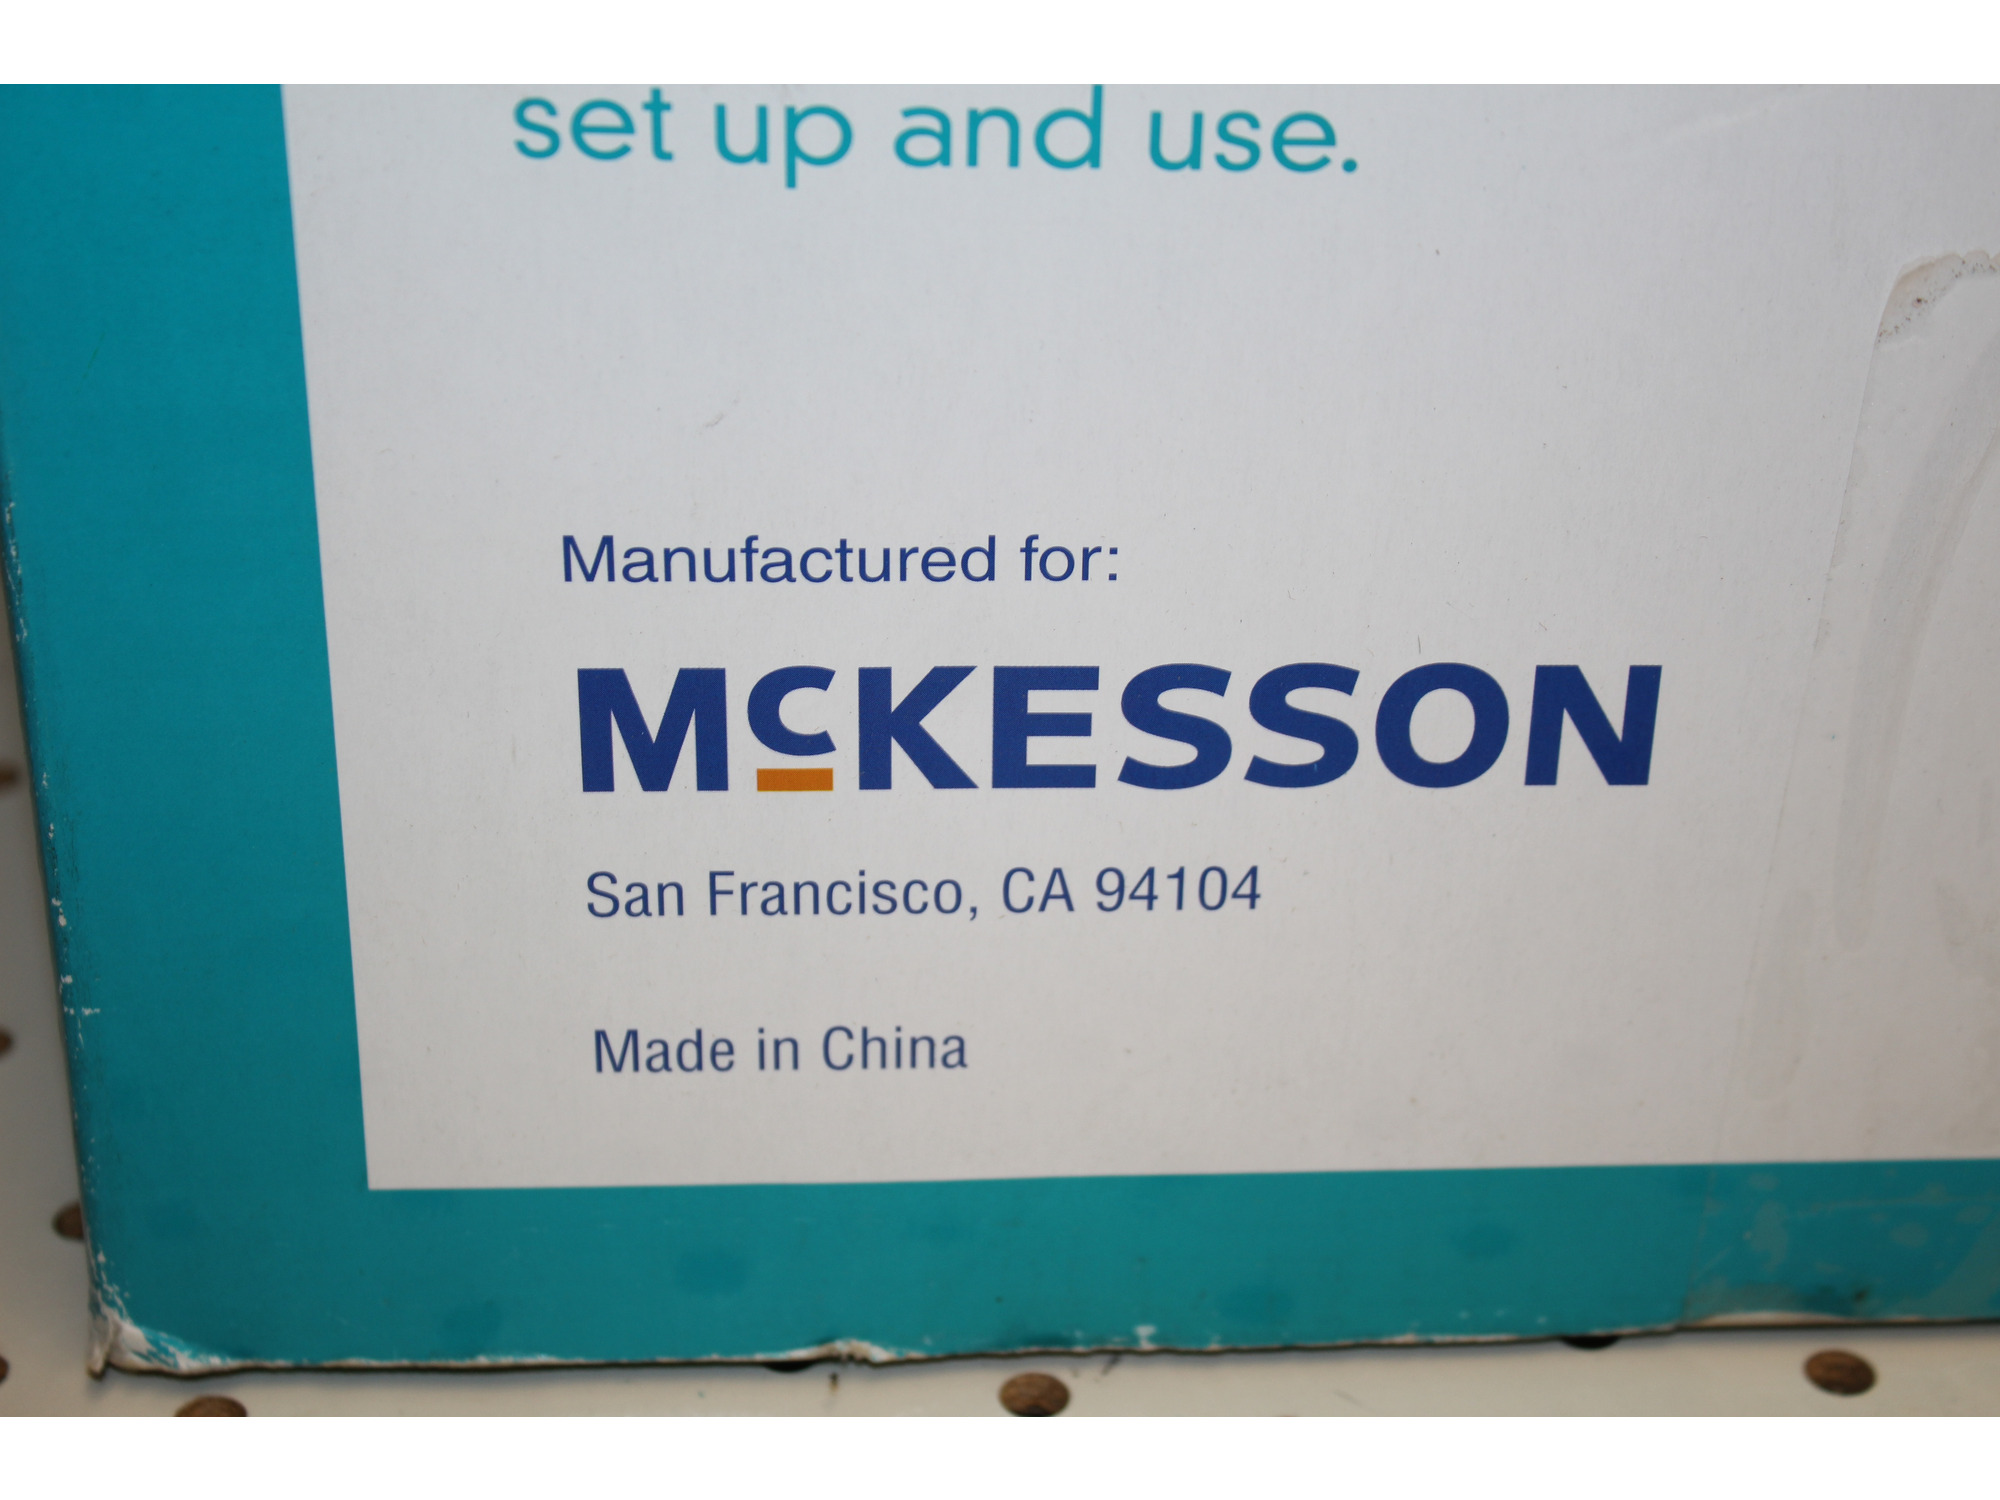 set up and use.
Manufactured for:
McKESSON
San Francisco, CA 94104
Made in China